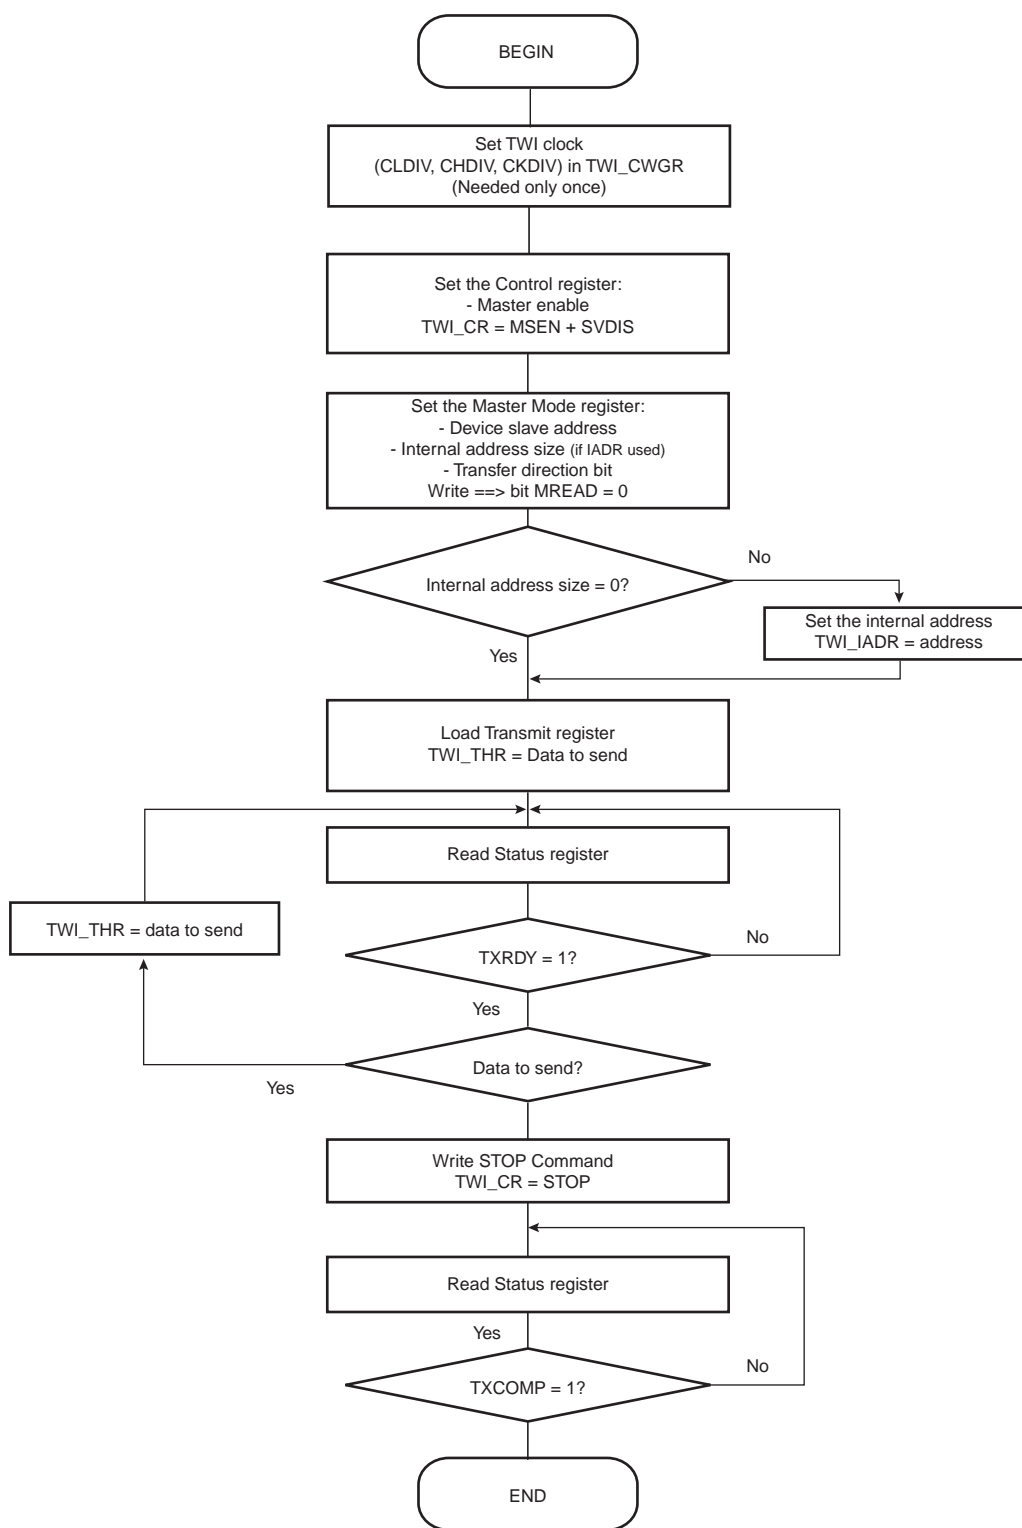 BEGIN
Set TWI clock
(CLDIV, CHDIV, CKDIV) in TWI_CWGR
(Needed only once)
Set the Control register:
- Master enable
TWI_CR = MSEN + SVDIS
Set the Master Mode register:
- Device slave address
- Internal address size (if IADR used)
- Transfer direction bit
Write ==> bit MREAD = 0
No
Internal address size = 0?
Set the internal address
TWI_IADR = address
Yes
Load Transmit register
TWI_THR = Data to send
Read Status register
TWI_THR = data to send
No
TXRDY = 1?
Yes
Data to send?
Yes
Write STOP Command
TWI_CR = STOP
Read Status register
Yes
No
TXCOMP = 1?
END